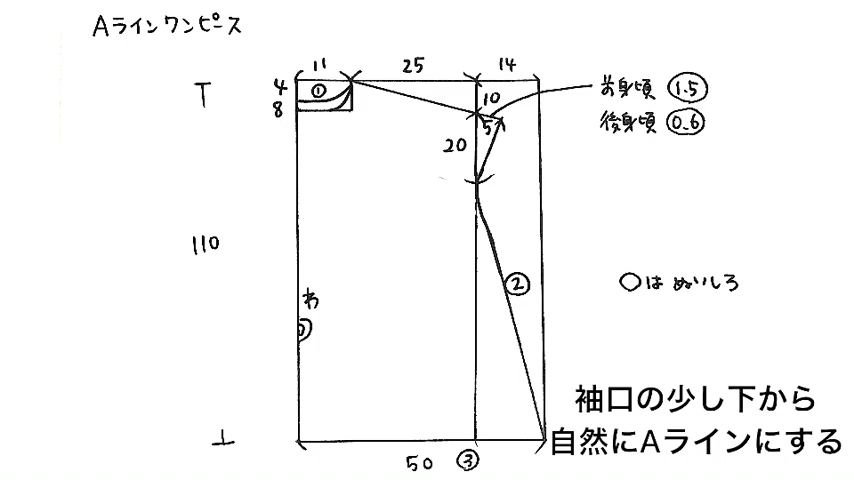 Aラインワンピース
11 25 14
4
①
8
10
5
20
お身頃 1.5
後身頃 0.6
110
わ
②
○は ぬいしろ
50 ③
袖口の少し下から
自然にAラインにする